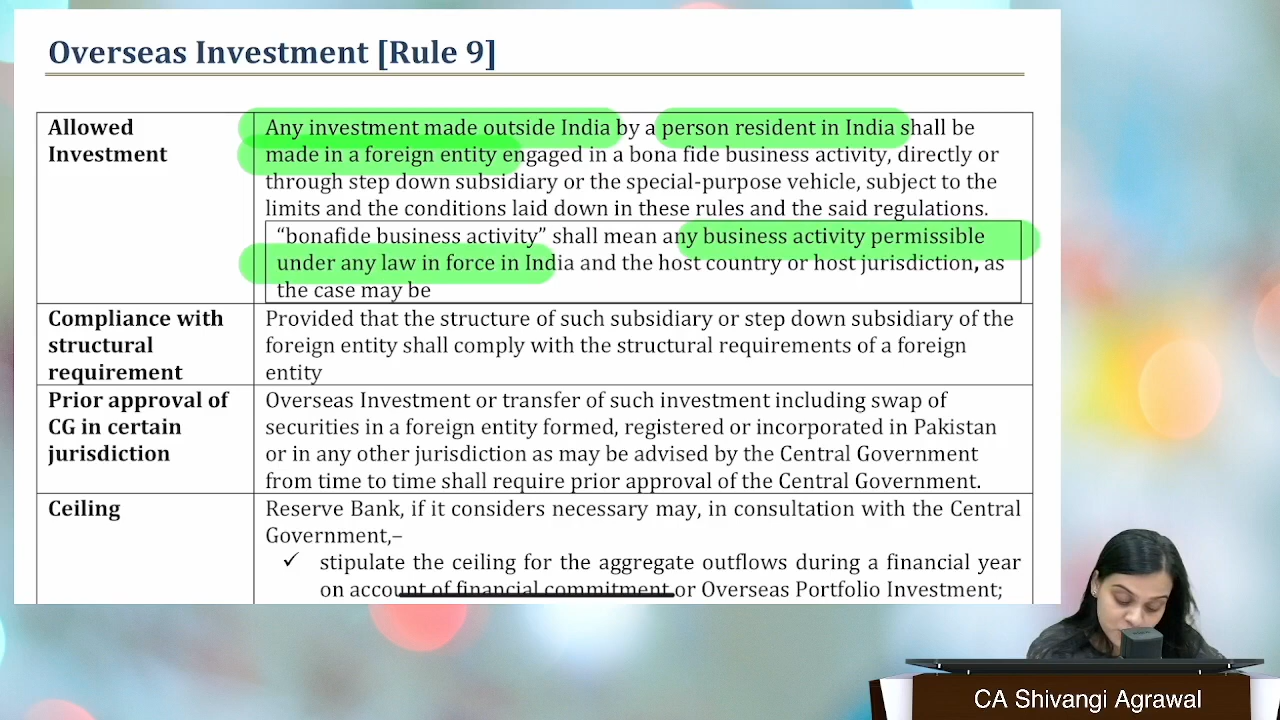 Overseas Investment [Rule 9]
Allowed
Investment
Any investment made outside India by a person resident in India shall be
made in a foreign entity engaged in a bona fide business activity, directly or
through step down subsidiary or the special-purpose vehicle, subject to the
limits and the conditions laid down in these rules and the said regulations.
“bonafide business activity” shall mean any business activity permissible
under any law in force in India and the host country or host jurisdiction, as
the case may be
Compliance with
structural
requirement
Provided that the structure of such subsidiary or step down subsidiary of the
foreign entity shall comply with the structural requirements of a foreign
entity
Prior approval of
CG in certain
jurisdiction
Overseas Investment or transfer of such investment including swap of
securities in a foreign entity formed, registered or incorporated in Pakistan
or in any other jurisdiction as may be advised by the Central Government
from time to time shall require prior approval of the Central Government.
Ceiling
Reserve Bank, if it considers necessary may, in consultation with the Central
Government,–
✓ stipulate the ceiling for the aggregate outflows during a financial year
on account of financial commitment or Overseas Portfolio Investment;
CA Shivangi Agrawal